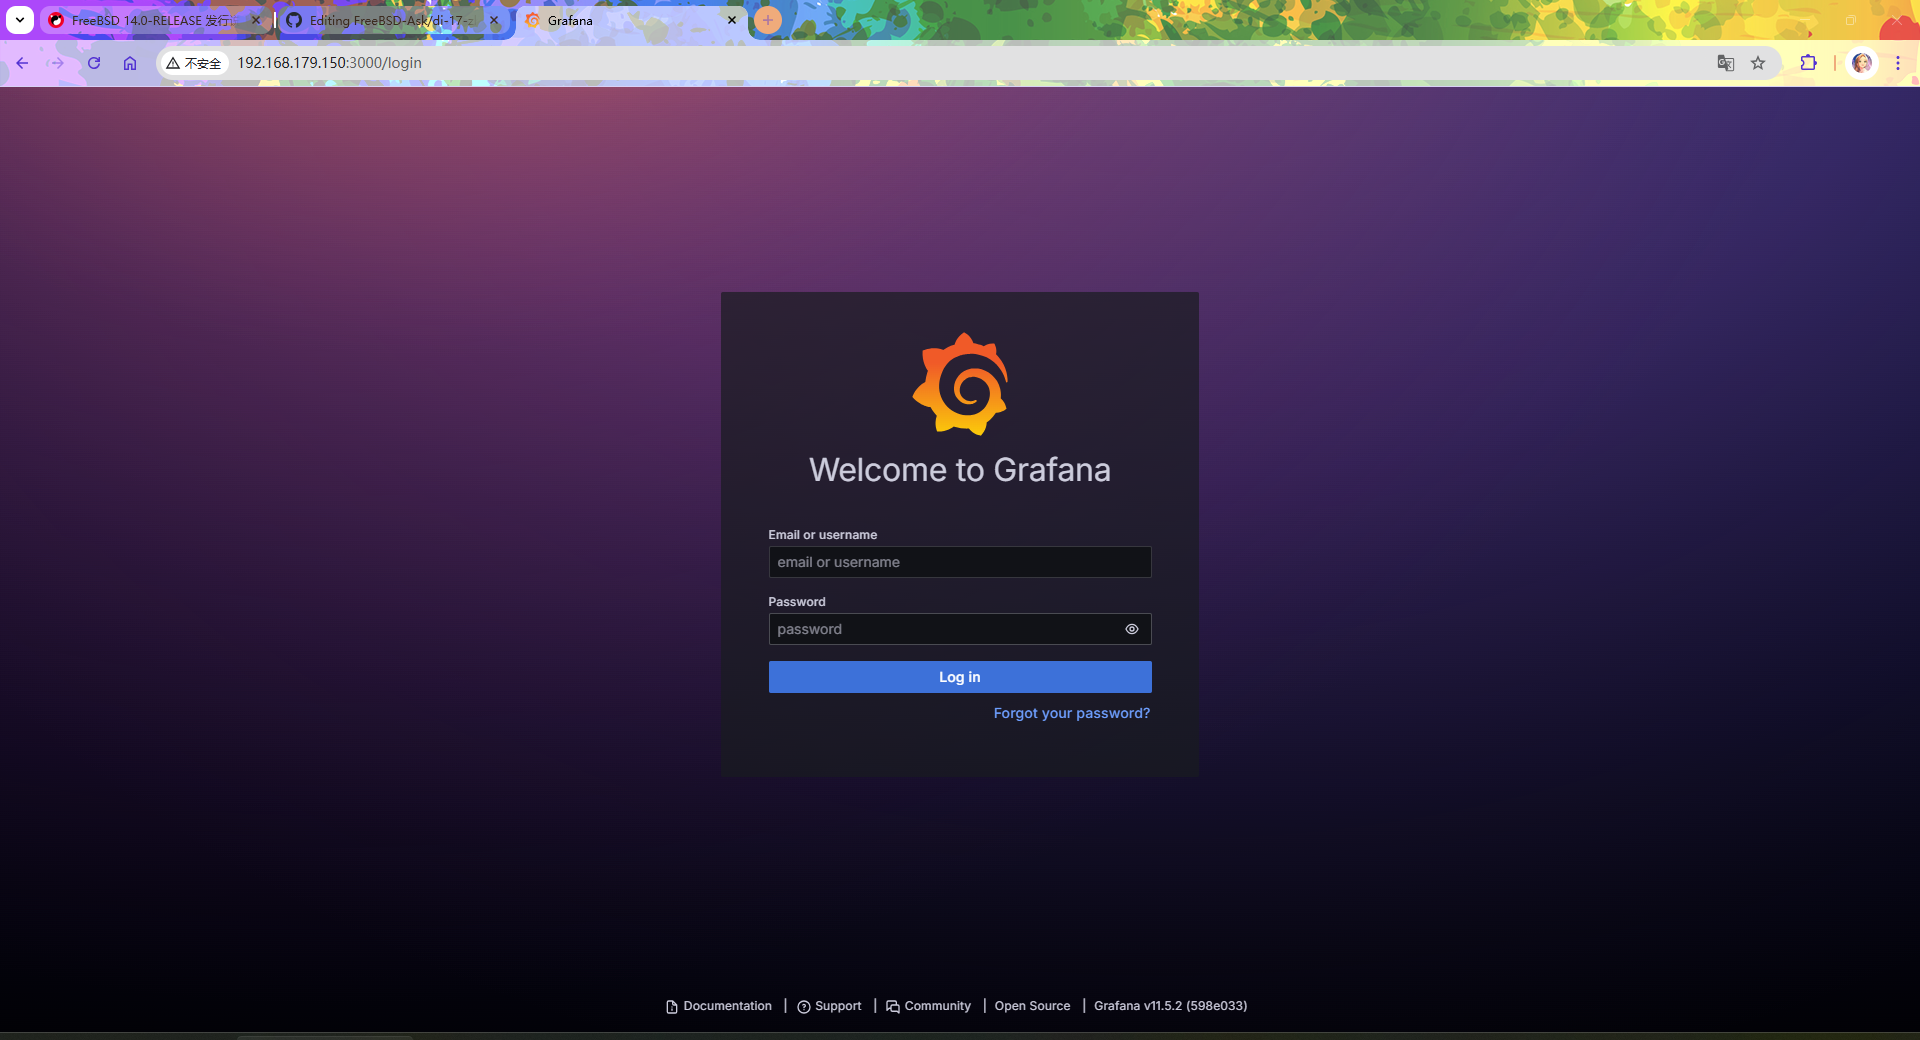 FreeBSD 14.0-RELEASE 发行
Editing FreeBSD-Ask/di-17-z
Grafana
不安全
192.168.179.150:3000/login
Welcome to Grafana
Email or username
email or username
Password
password
Log in
Forgot your password?
Documentation | Support | Community | Open Source | Grafana v11.5.2 (598e033)